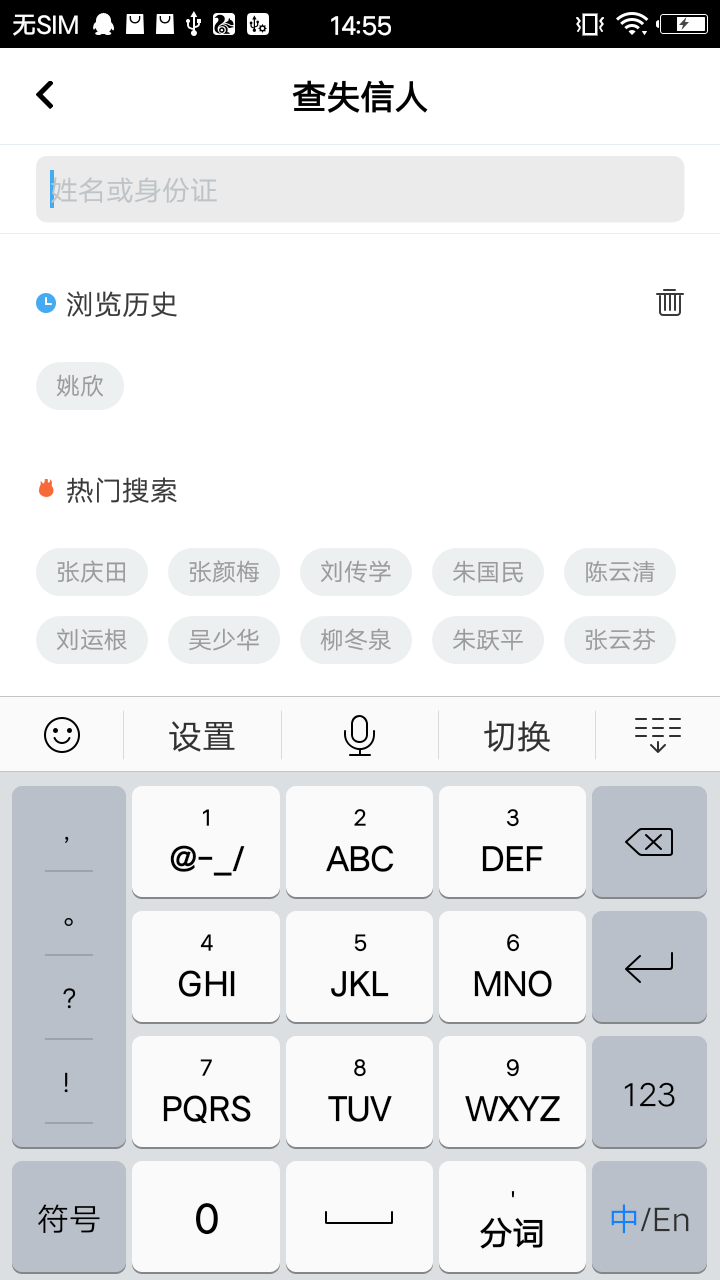 无SIM 14:55
查失信人
姓名或身份证
浏览历史
姚欣
热门搜索
张庆田 张颜梅 刘传学 朱国民 陈云清
刘运根 吴少华 柳冬泉 朱跃平 张云芬
设置 切换
, 1 2 3
@-_/ ABC DEF
。 4 5 6
GHI JKL MNO
? 7 8 9
! PQRS TUV WXYZ 123
符号 0 ' 分词 中/En